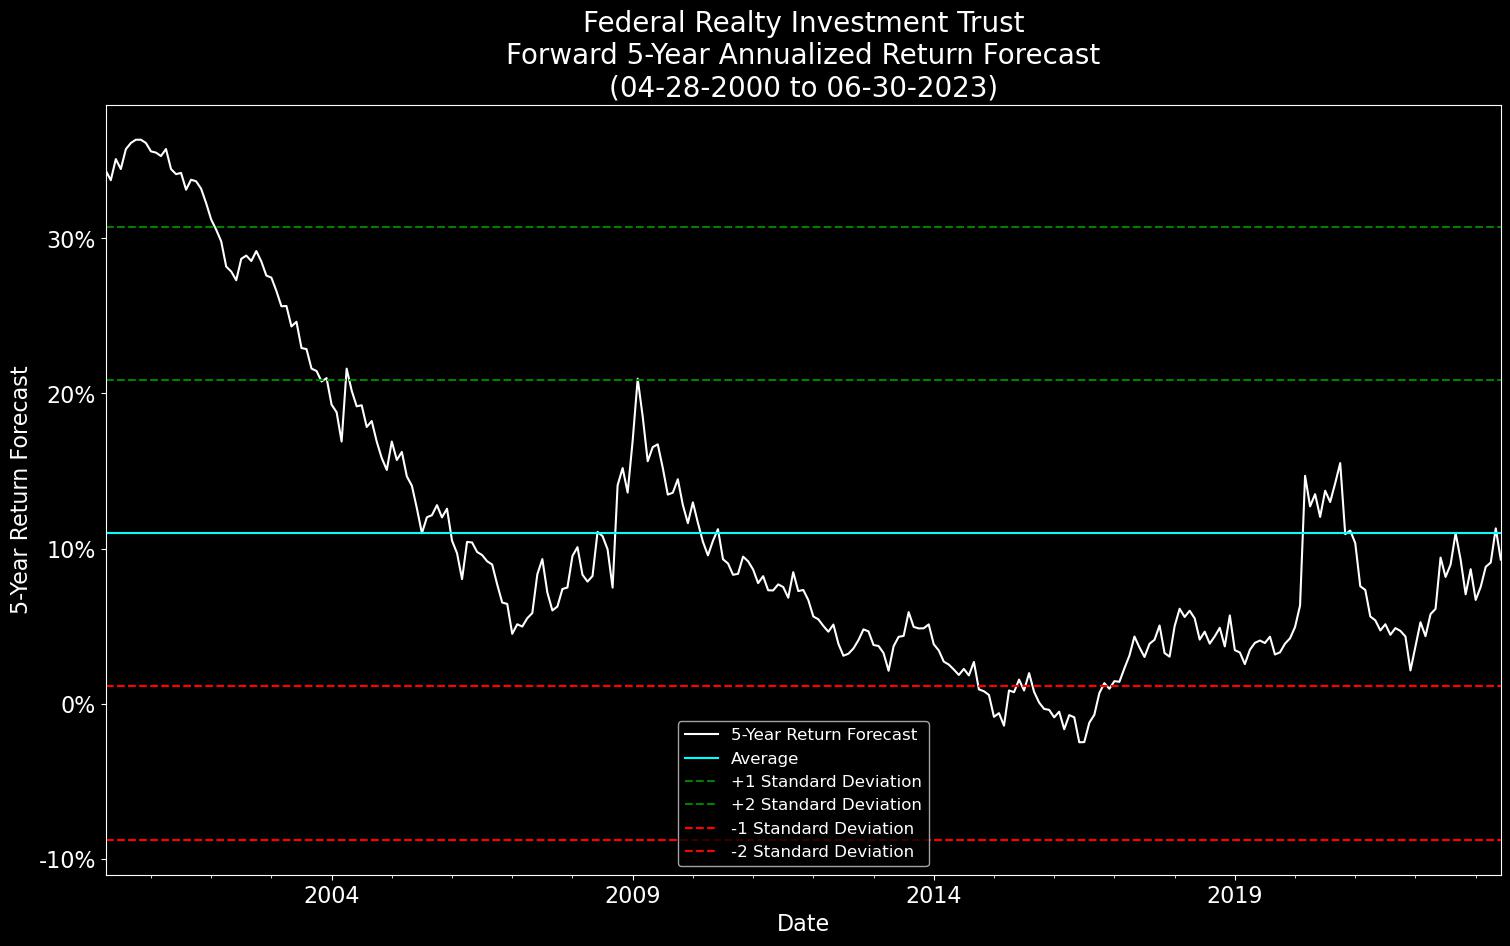 Federal Realty Investment Trust
Forward 5-Year Annualized Return Forecast
(04-28-2000 to 06-30-2023)
5-Year Return Forecast
30%
20%
10%
0%
-10%
5-Year Return Forecast
Average
+1 Standard Deviation
+2 Standard Deviation
-1 Standard Deviation
-2 Standard Deviation
2004 2009 2014 2019
Date